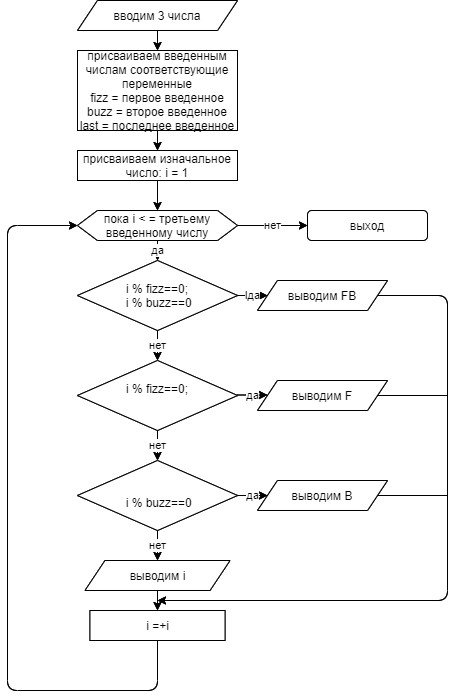 вводим 3 числа
присваиваем введенным
числам соответствующие
переменные
fizz = первое введенное
buzz = второе введенное
last = последнее введенное
присваиваем изначальное
число: i = 1
пока i < = третьему
введенному числу
нет
выход
да
i % fizz==0;
i % buzz==0
да
выводим FB
нет
i % fizz==0;
да
выводим F
нет
i % buzz==0
да
выводим B
нет
выводим i
i =+i